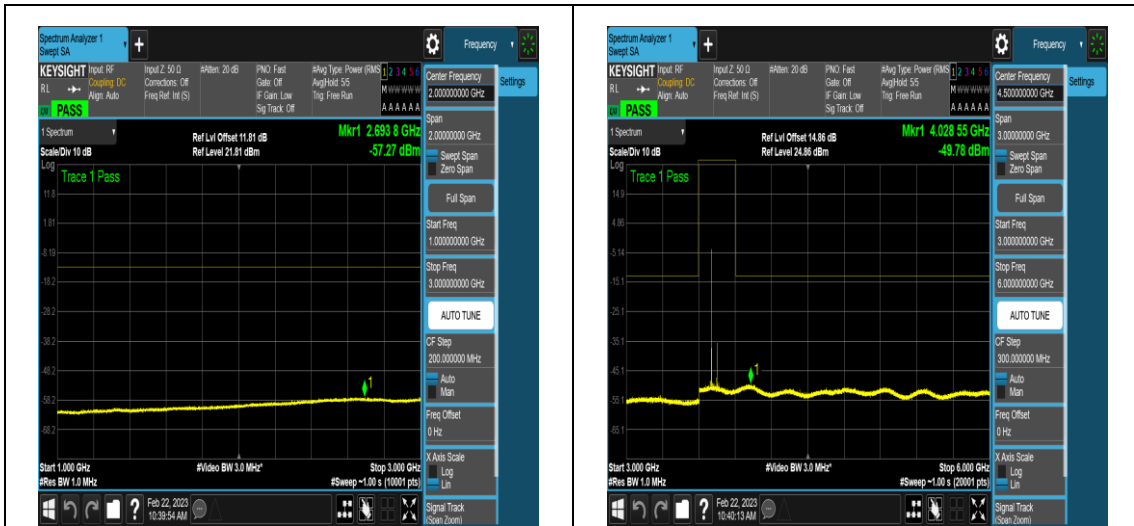 Spectrum Analyzer 1
Swept SA
+
Frequency
KEYSIGHT
RL
Input: RF
Coupling: DC
Align: Auto
Input Z: 50 Ω
Corrections: Off
Freq Ref: Int (S)
#Atten: 20 dB
PNO: Fast
Gate: Off
IF Gain: Low
Sig Track: Off
#Avg Type: Power (RMS
Avg|Hold: 5/5
Trig: Free Run
1 2 3 4 5 6
M W W W W W
A A A A A A
PASS
Center Frequency
2.000000000 GHz
Settings
Span
2.00000000 GHz
Swept Span
Zero Span
Full Span
Start Freq
1.000000000 GHz
Stop Freq
3.000000000 GHz
AUTO TUNE
CF Step
200.000000 MHz
Auto
Man
Freq Offset
0 Hz
X Axis Scale
Log
Lin
Signal Track
(Span Zoom)
1 Spectrum
Scale/Div 10 dB
Log
Ref Lvl Offset 11.81 dB
Ref Level 21.81 dBm
Mkr1 2.693 8 GHz
-57.27 dBm
Trace 1 Pass
11.8
1.81
-8.19
-18.2
-28.2
-38.2
-48.2
-58.2
-68.2
1
Start 1.000 GHz
#Res BW 1.0 MHz
#Video BW 3.0 MHz*
Stop 3.000 GHz
#Sweep ~1.00 s (10001 pts)
?
Feb 22, 2023
10:39:54 AM
Spectrum Analyzer 1
Swept SA
+
Frequency
KEYSIGHT
RL
Input: RF
Coupling: DC
Align: Auto
Input Z: 50 Ω
Corrections: Off
Freq Ref: Int (S)
#Atten: 20 dB
PNO: Fast
Gate: Off
IF Gain: Low
Sig Track: Off
#Avg Type: Power (RMS
Avg|Hold: 5/5
Trig: Free Run
1 2 3 4 5 6
M W W W W W
A A A A A A
PASS
Center Frequency
4.500000000 GHz
Settings
Span
3.00000000 GHz
Swept Span
Zero Span
Full Span
Start Freq
3.000000000 GHz
Stop Freq
6.000000000 GHz
AUTO TUNE
CF Step
300.000000 MHz
Auto
Man
Freq Offset
0 Hz
X Axis Scale
Log
Lin
Signal Track
(Span Zoom)
1 Spectrum
Scale/Div 10 dB
Log
Ref Lvl Offset 14.86 dB
Ref Level 24.86 dBm
Mkr1 4.028 55 GHz
-49.78 dBm
Trace 1 Pass
14.9
4.86
-5.14
-15.1
-25.1
-35.1
-45.1
-55.1
-65.1
1
Start 3.000 GHz
#Res BW 1.0 MHz
#Video BW 3.0 MHz*
Stop 6.000 GHz
#Sweep ~1.00 s (20001 pts)
?
Feb 22, 2023
10:40:13 AM